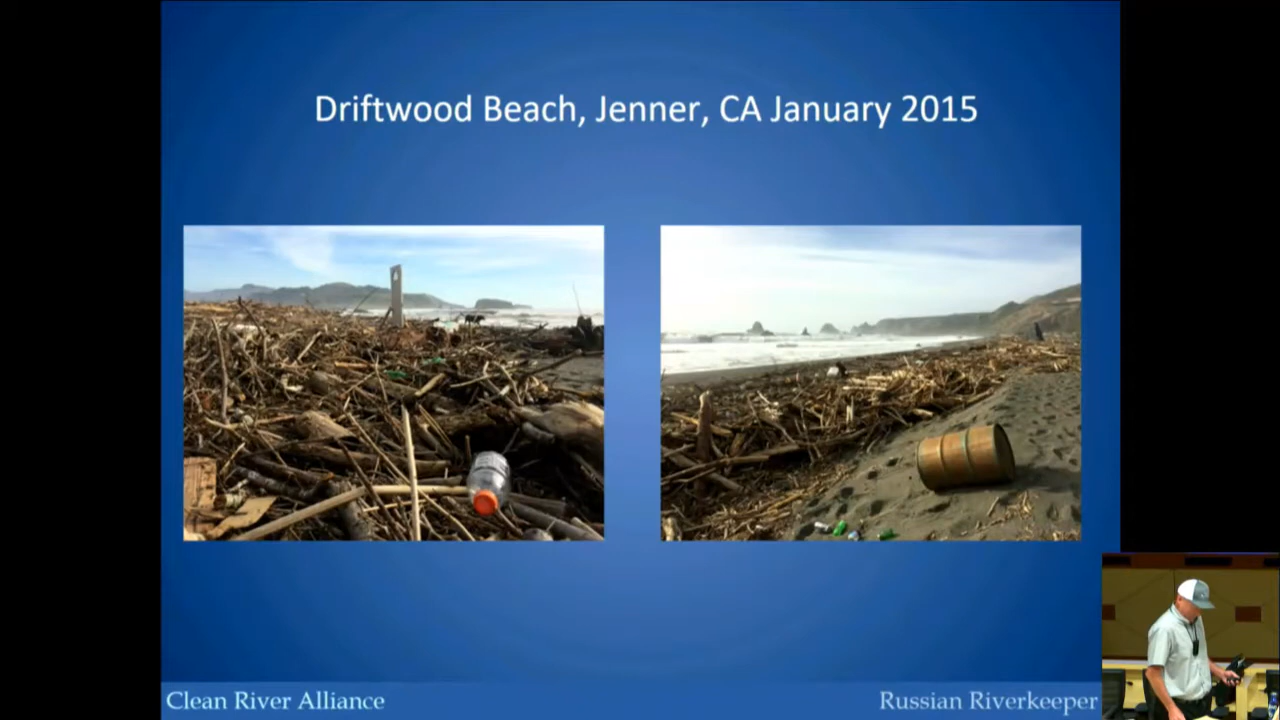 Driftwood Beach, Jenner, CA January 2015
Clean River Alliance
Russian Riverkeeper